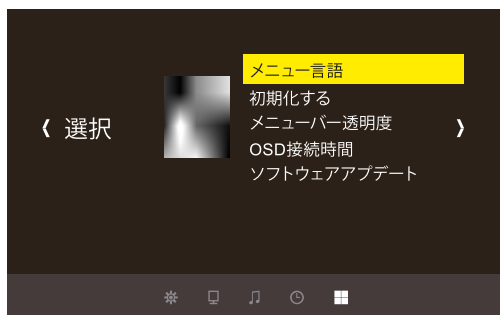 選択
メニュー言語
初期化する
メニューバー透明度
OSD接続時間
ソフトウェアアプデート